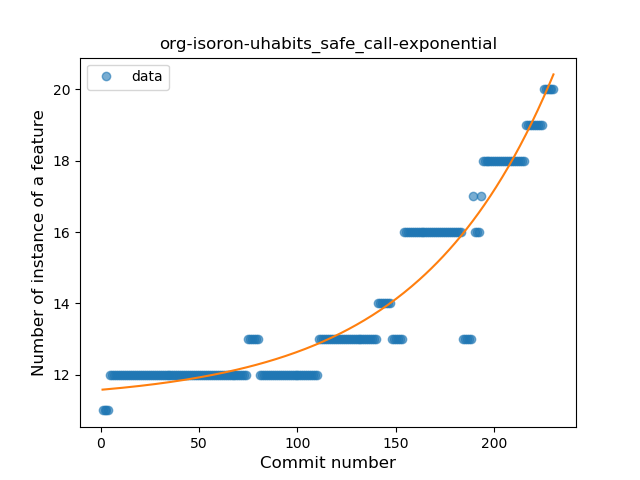 org-isoron-uhabits_safe_call-exponential
data
Number of instance of a feature
20
18
16
14
12
0 50 100 150 200
Commit number